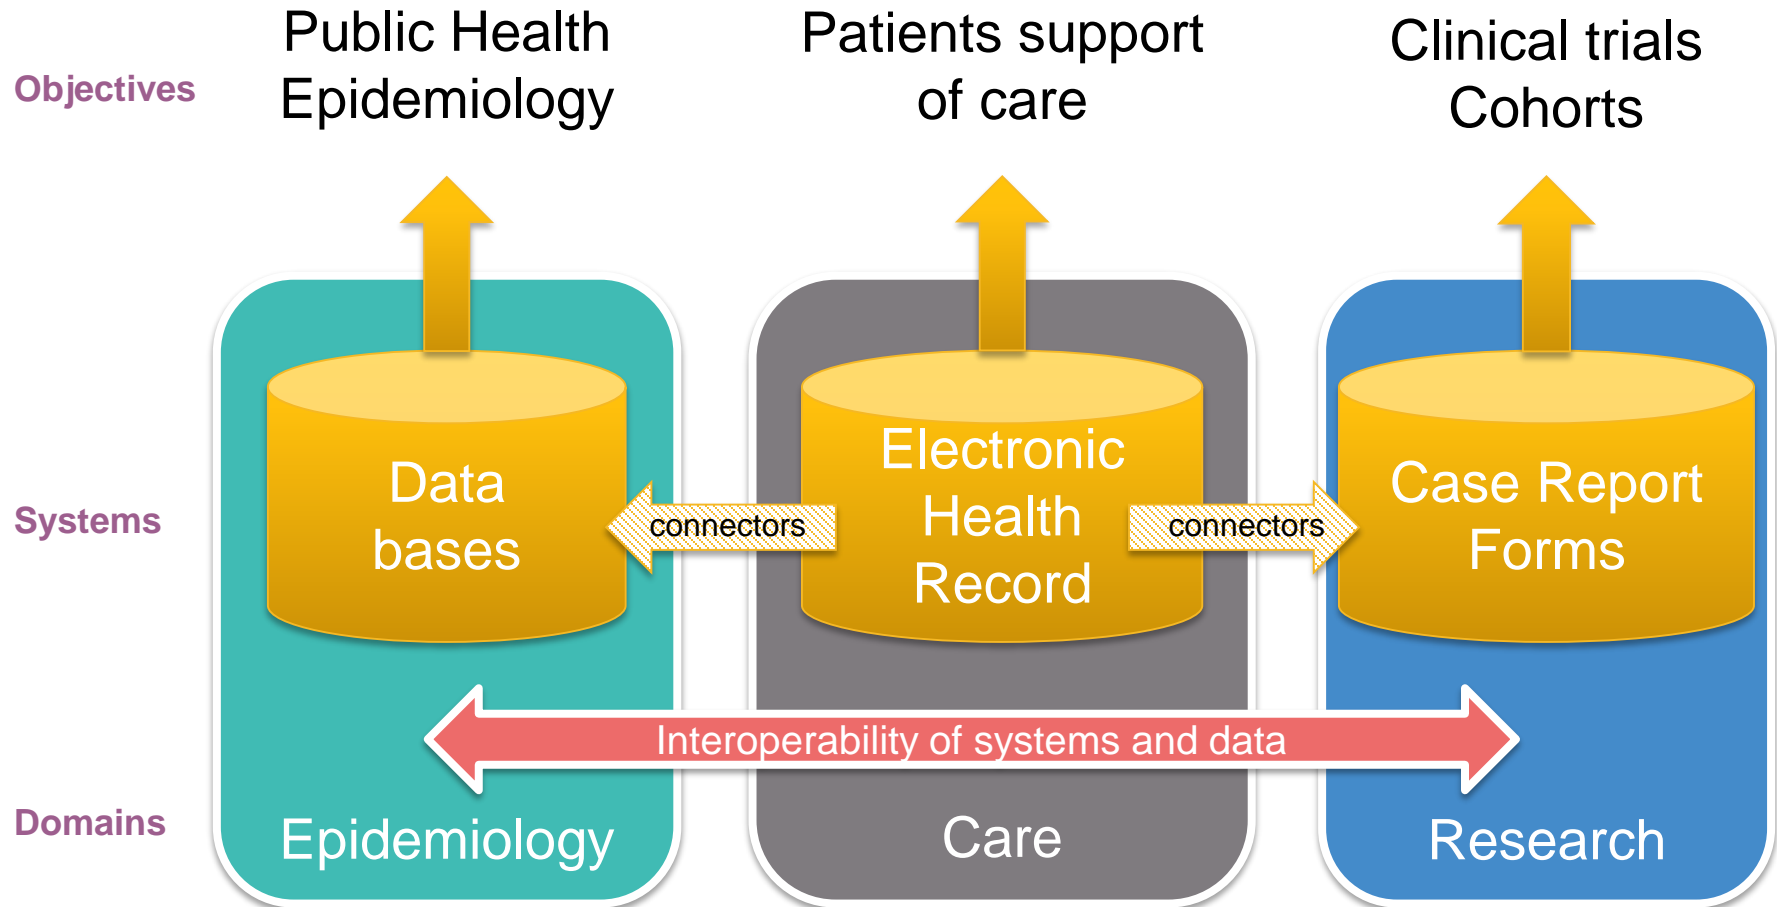 Objectives
Public Health
Epidemiology
Patients support
of care
Clinical trials
Cohorts
Systems
Data
bases
connectors
Electronic
Health
Record
connectors
Case Report
Forms
Interoperability of systems and data
Domains
Epidemiology
Care
Research